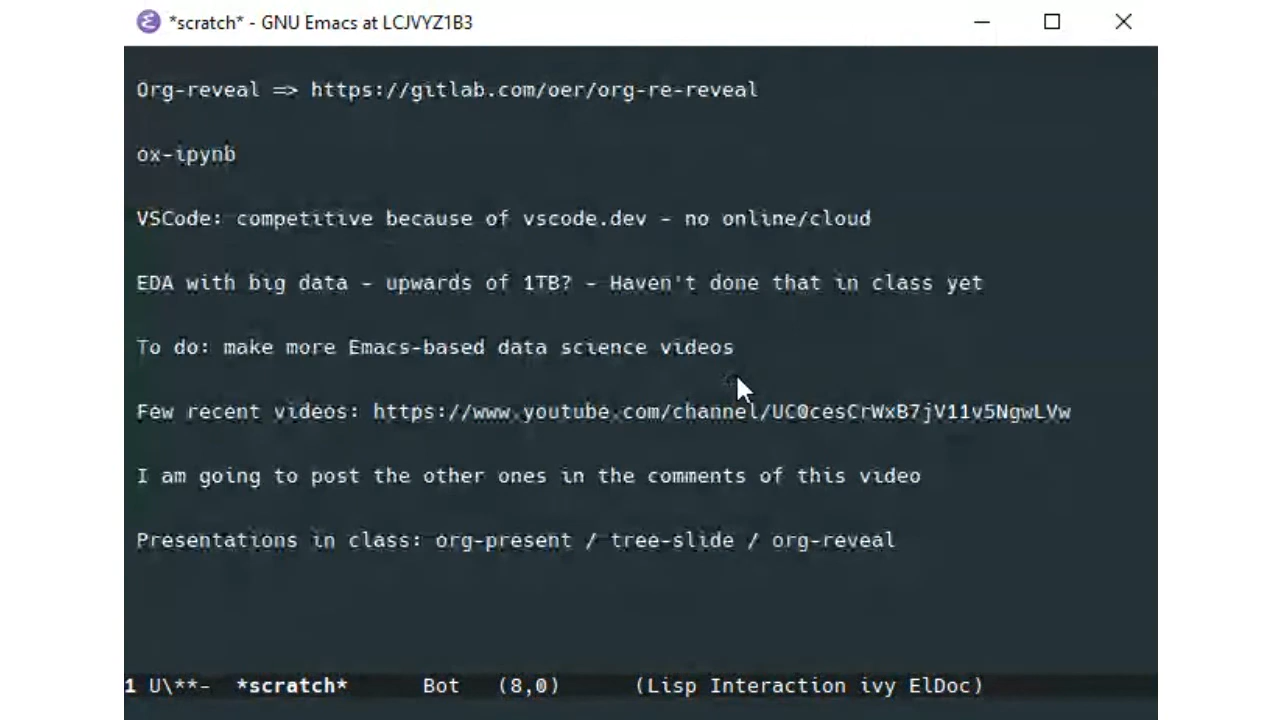 *scratch* - GNU Emacs at LCJVYZ1B3
Org-reveal => https://gitlab.com/oer/org-re-reveal
ox-ipynb
VSCode: competitive because of vscode.dev - no online/cloud
EDA with big data - upwards of 1TB? - Haven't done that in class yet
To do: make more Emacs-based data science videos
Few recent videos: https://www.youtube.com/channel/UC0cesCrWxB7jV11v5NgwLVw
I am going to post the other ones in the comments of this video
Presentations in class: org-present / tree-slide / org-reveal
1 U\**- *scratch* Bot (8,0) (Lisp Interaction ivy ElDoc)